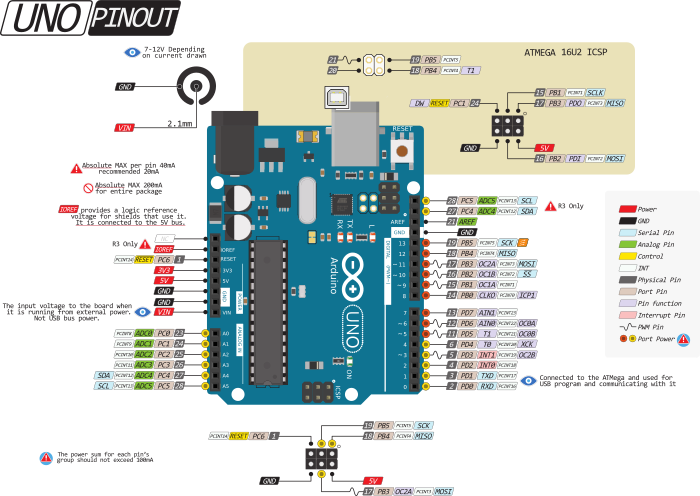 UNO PINOUT
7-12V Depending
on current drawn
GND
VIN
2.1mm
ATMEGA 16U2 ICSP
21
20
19 PB5 PCINT5
18 PB4 PCINT4 T1
DW RESET PC1 24
15 PB1 PCINT1 SCLK
17 PB3 PDO PCINT3 MISO
GND
5V
16 PB2 PDI PCINT2 MOSI
Absolute MAX per pin 40mA
recommended 20mA
Absolute MAX 200mA
for entire package
IOREF provides a logic reference
voltage for shields that use it.
It is connected to the 5V bus.
R3 Only
NC
IOREF
PCINT14 RESET PC6 1
3V3
5V
GND
GND
VIN
The input voltage to the board when
it is running from external power.
Not USB bus power.
PCINT8 ADC0 PC0 23
PCINT9 ADC1 PC1 24
PCINT10 ADC2 PC2 25
PCINT11 ADC3 PC3 26
SDA PCINT12 ADC4 PC4 27
SCL PCINT13 ADC5 PC5 28
RESET
RX
TX
L
AREF
GND
13
12
~11
~10
~9
8
7
~6
~5
4
~3
2
1
0
DIGITAL (PWM~)
IOREF
RESET
3V3
5V
GND
VIN
POWER
ANALOG IN
A0
A1
A2
A3
A4
A5
Arduino
UNO
ON
ICSP
28 PC5 ADC5 PCINT13 SCL
27 PC4 ADC4 PCINT12 SDA
R3 Only
21 AREF
GND
19 PB5 PCINT5 SCK
18 PB4 PCINT4 MISO
17 PB3 OC2A PCINT3 MOSI
16 PB2 OC1B PCINT2 SS
15 PB1 OC1A PCINT1
14 PB0 CLKO PCINT0 ICP1
13 PD7 AIN1 PCINT23
12 PD6 AIN0 PCINT22 OC0A
11 PD5 T1 PCINT21 OC0B
6 PD4 T0 PCINT20 XCK
5 PD3 INT1 PCINT19 OC2B
4 PD2 INT0 PCINT18
3 PD1 TXD PCINT17
2 PD0 RXD PCINT16
Connected to the ATMega and used for
USB program and communicating with it
Power
GND
Serial Pin
Analog Pin
Control
INT
Physical Pin
Port Pin
Pin function
Interrupt Pin
PWM Pin
Port Power
PCINT14 RESET PC6 1
19 PB5 PCINT5 SCK
18 PB4 PCINT4 MISO
GND
5V
17 PB3 OC2A PCINT3 MOSI
The power sum for each pin's
group should not exceed 100mA